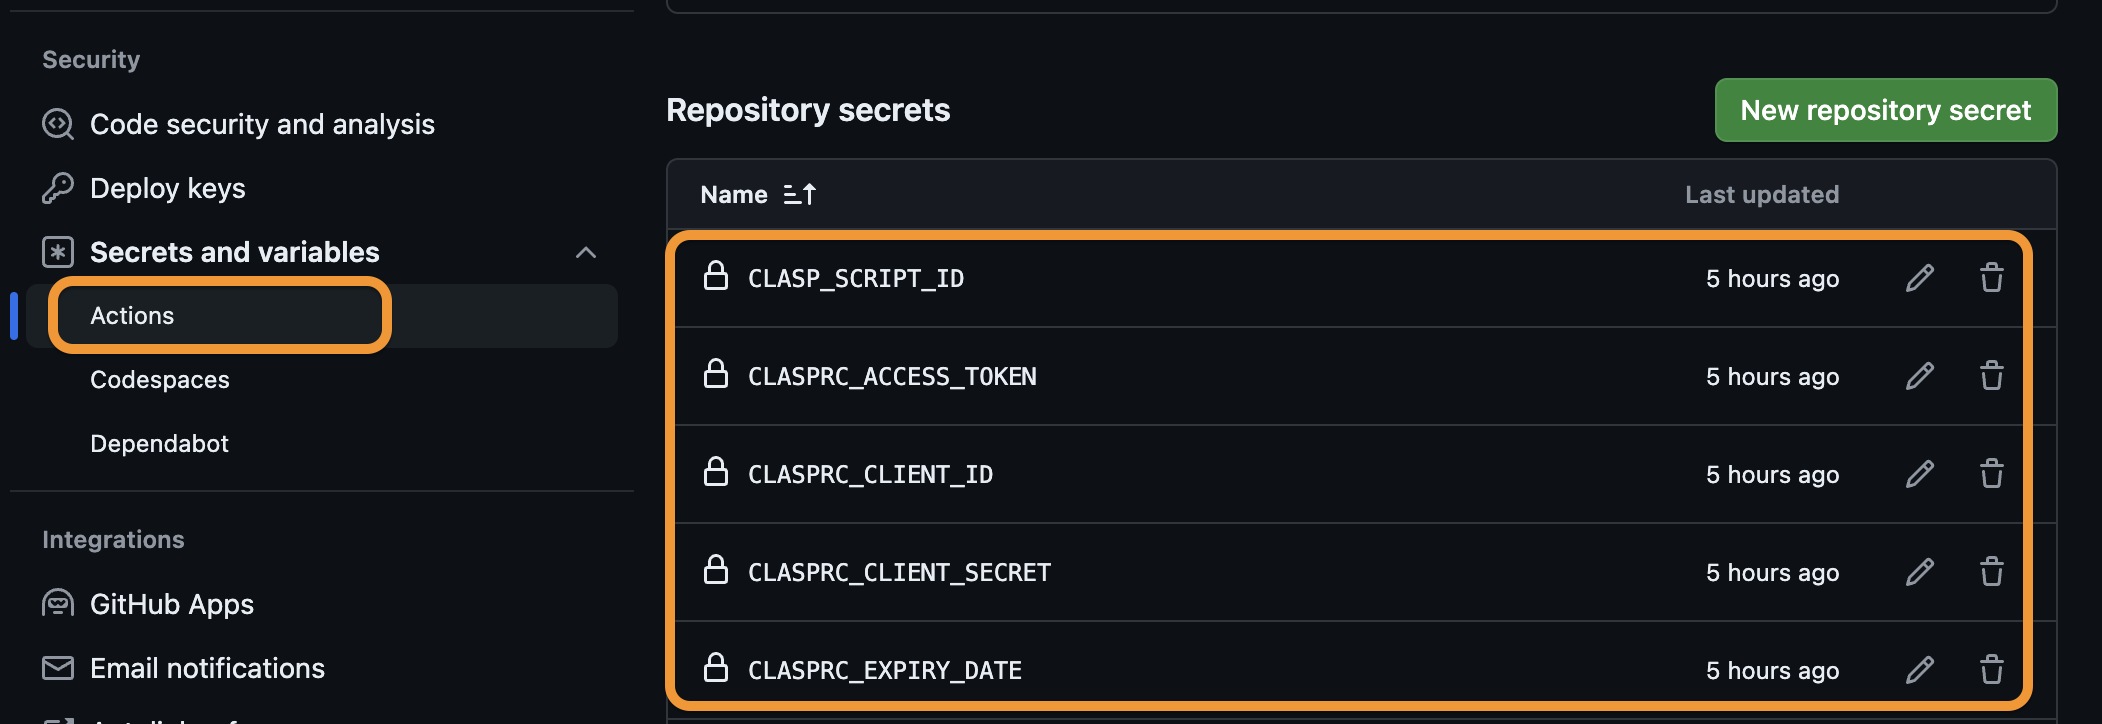 Security
Code security and analysis
Deploy keys
Secrets and variables
Actions
Codespaces
Dependabot
Integrations
GitHub Apps
Email notifications
Repository secrets
New repository secret
Name
Last updated
CLASP_SCRIPT_ID 5 hours ago
CLASPRC_ACCESS_TOKEN 5 hours ago
CLASPRC_CLIENT_ID 5 hours ago
CLASPRC_CLIENT_SECRET 5 hours ago
CLASPRC_EXPIRY_DATE 5 hours ago